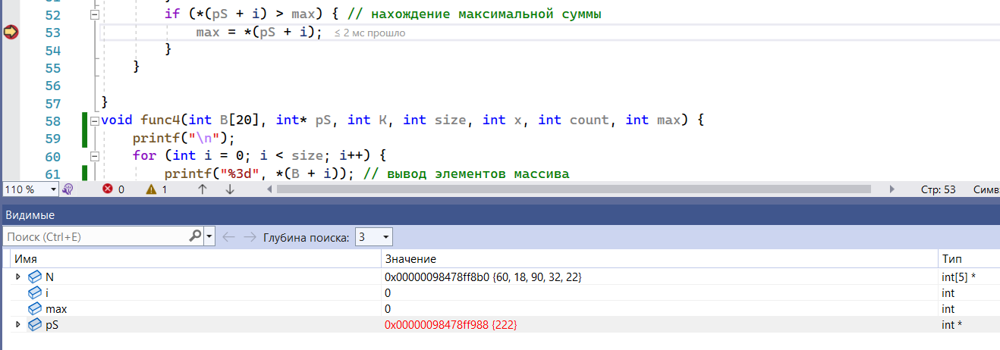 52 if (*(pS + i) > max) { // нахождение максимальной суммы
53 max = *(pS + i); ≤ 2 мс прошло
54 }
55 }
56
57 }
58 void func4(int B[20], int* pS, int K, int size, int x, int count, int max) {
59 printf("\n");
60 for (int i = 0; i < size; i++) {
61 printf("%3d", *(B + i)); // вывод элементов массива
110 % 0 1 Стр: 53 Симв
Видимые
Поиск (Ctrl+E) Глубина поиска: 3
Имя Значение Тип
N 0x00000098478ff8b0 {60, 18, 90, 32, 22} int[5] *
i 0 int
max 0 int
pS 0x00000098478ff988 {222} int *